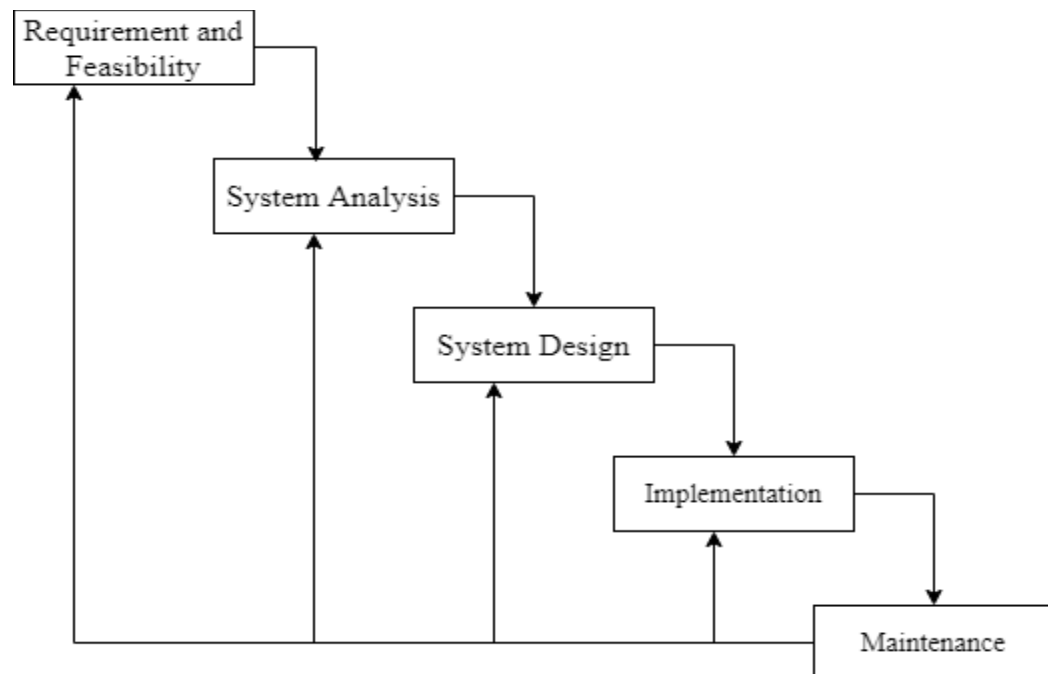 Requirement and
Feasibility
System Analysis
System Design
Implementation
Maintenance